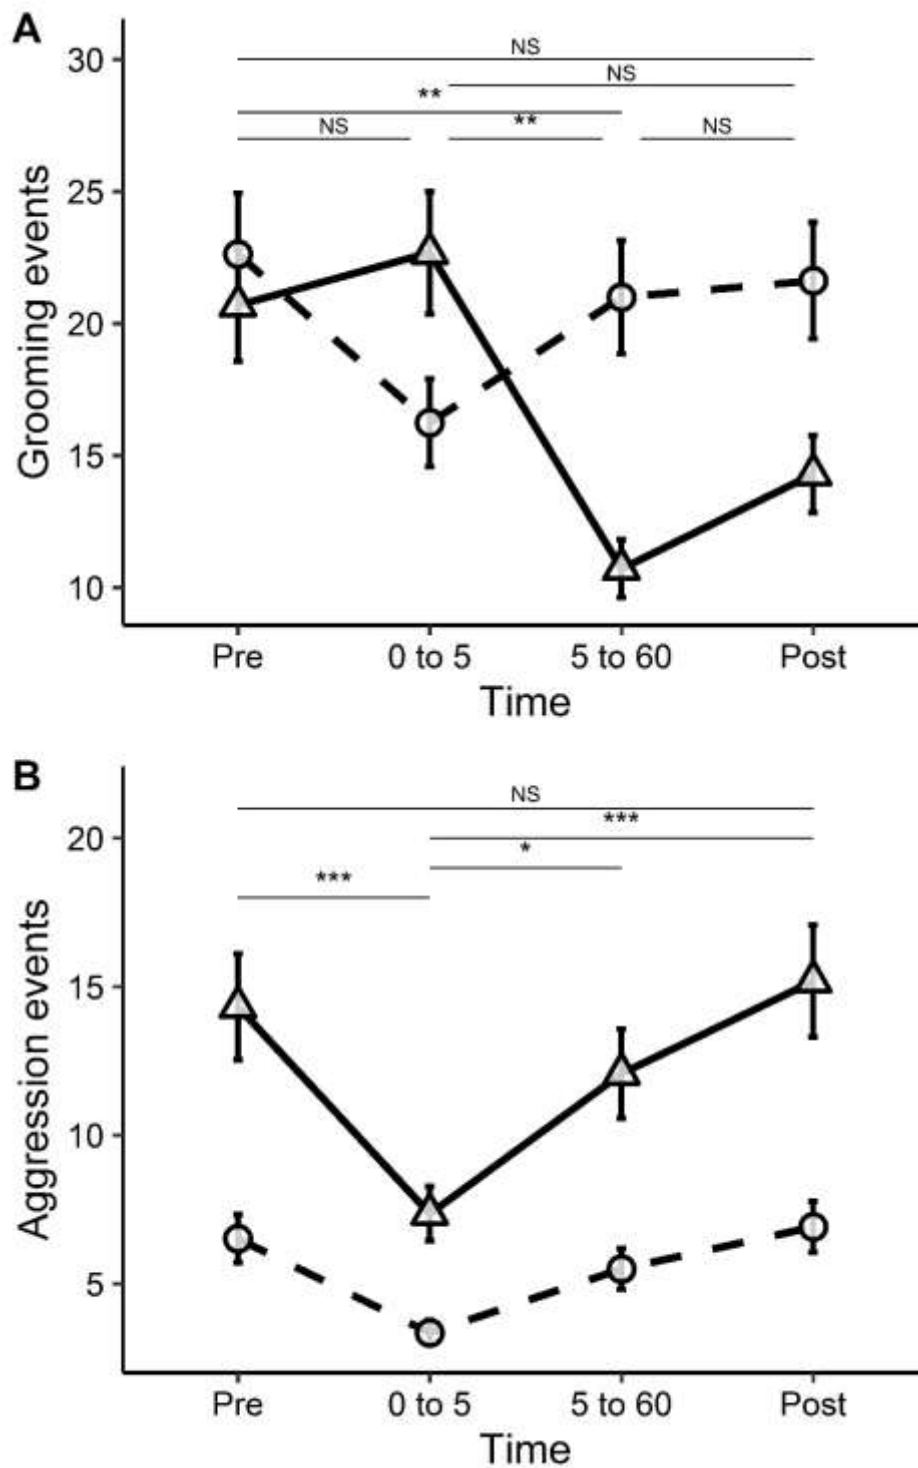 A
30
NS
NS
**
NS
**
NS
25
20
15
10
Grooming events
Pre
0 to 5
5 to 60
Post
Time
B
NS
20
***
*
***
15
10
5
Aggression events
Pre
0 to 5
5 to 60
Post
Time